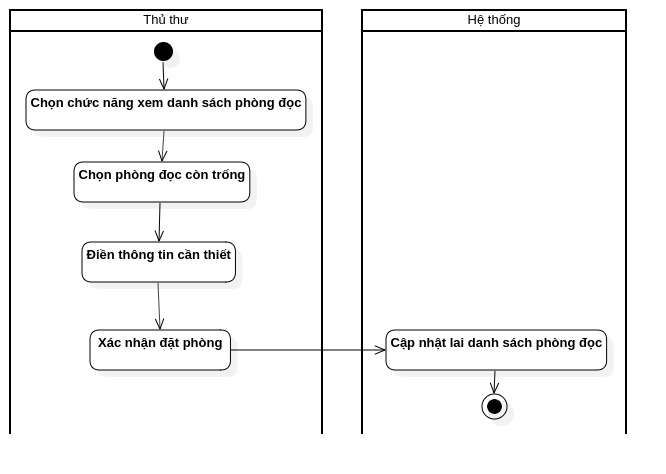 Thủ thư
Hệ thống
Chọn chức năng xem danh sách phòng đọc
Chọn phòng đọc còn trống
Điền thông tin cần thiết
Xác nhận đặt phòng
Cập nhật lai danh sách phòng đọc